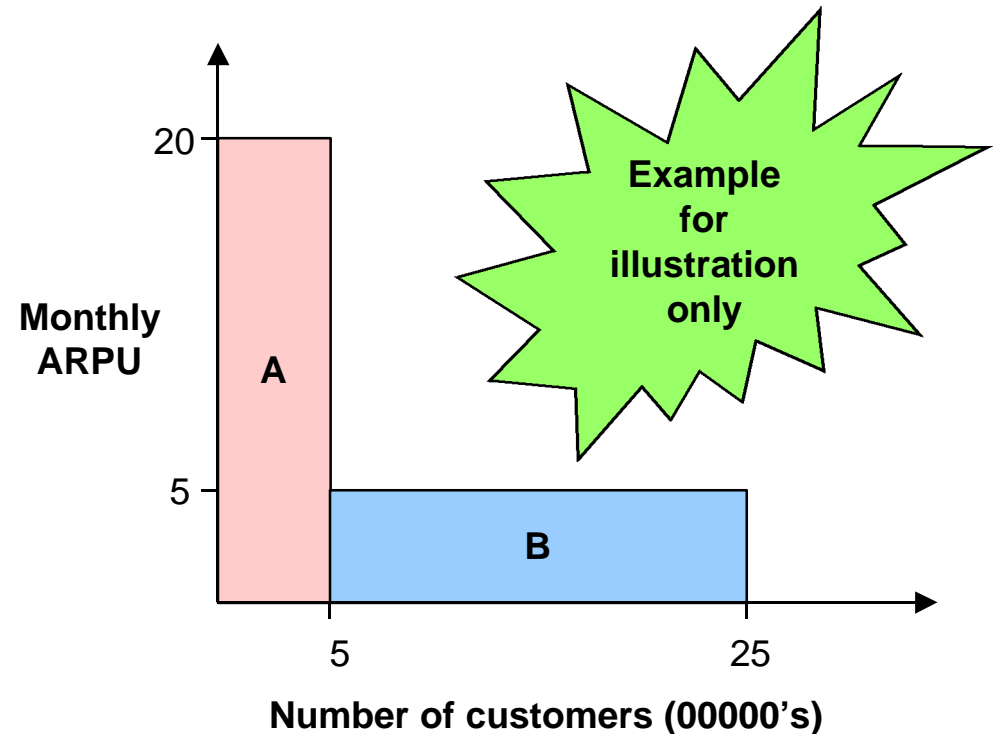 20
Example
for
illustration
only
Monthly
ARPU
A
5
B
5
25
Number of customers (00000's)